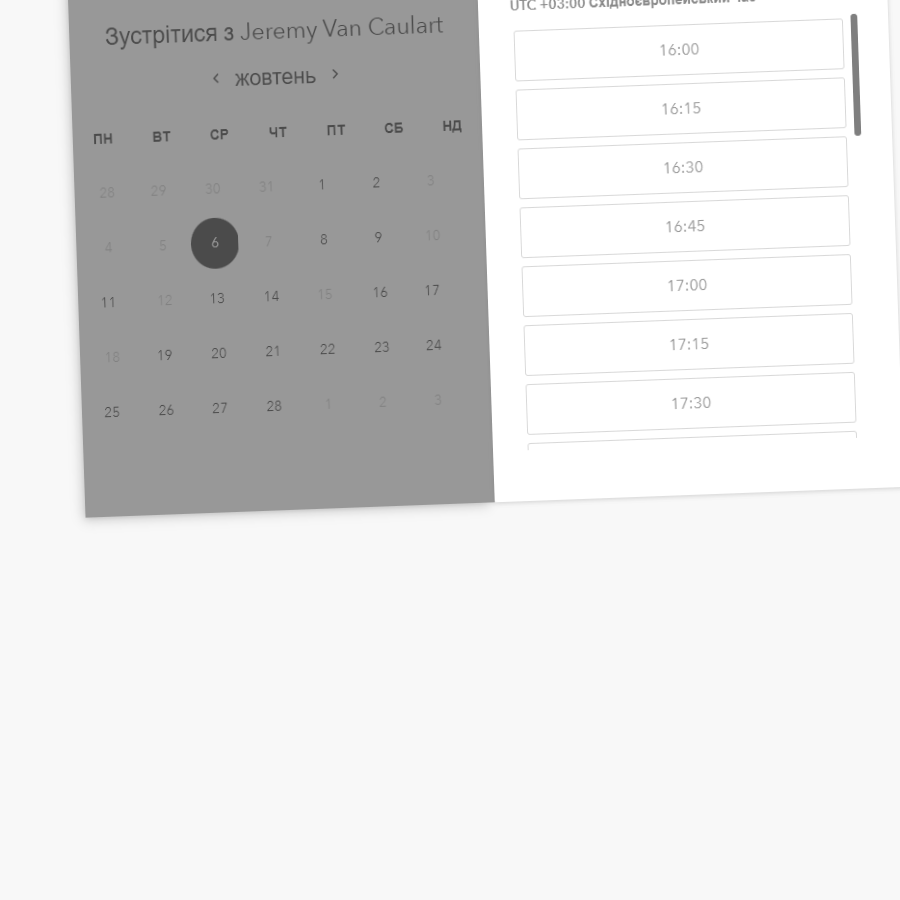 Зустрітися з Jeremy Van Caulart
‹ жовтень ›
ПН ВТ СР ЧТ ПТ СБ НД
28 29 30 31 1 2 3
4 5 6 7 8 9 10
11 12 13 14 15 16 17
18 19 20 21 22 23 24
25 26 27 28 1 2 3
UTC +03:00 Східноєвропейський час
16:00
16:15
16:30
16:45
17:00
17:15
17:30